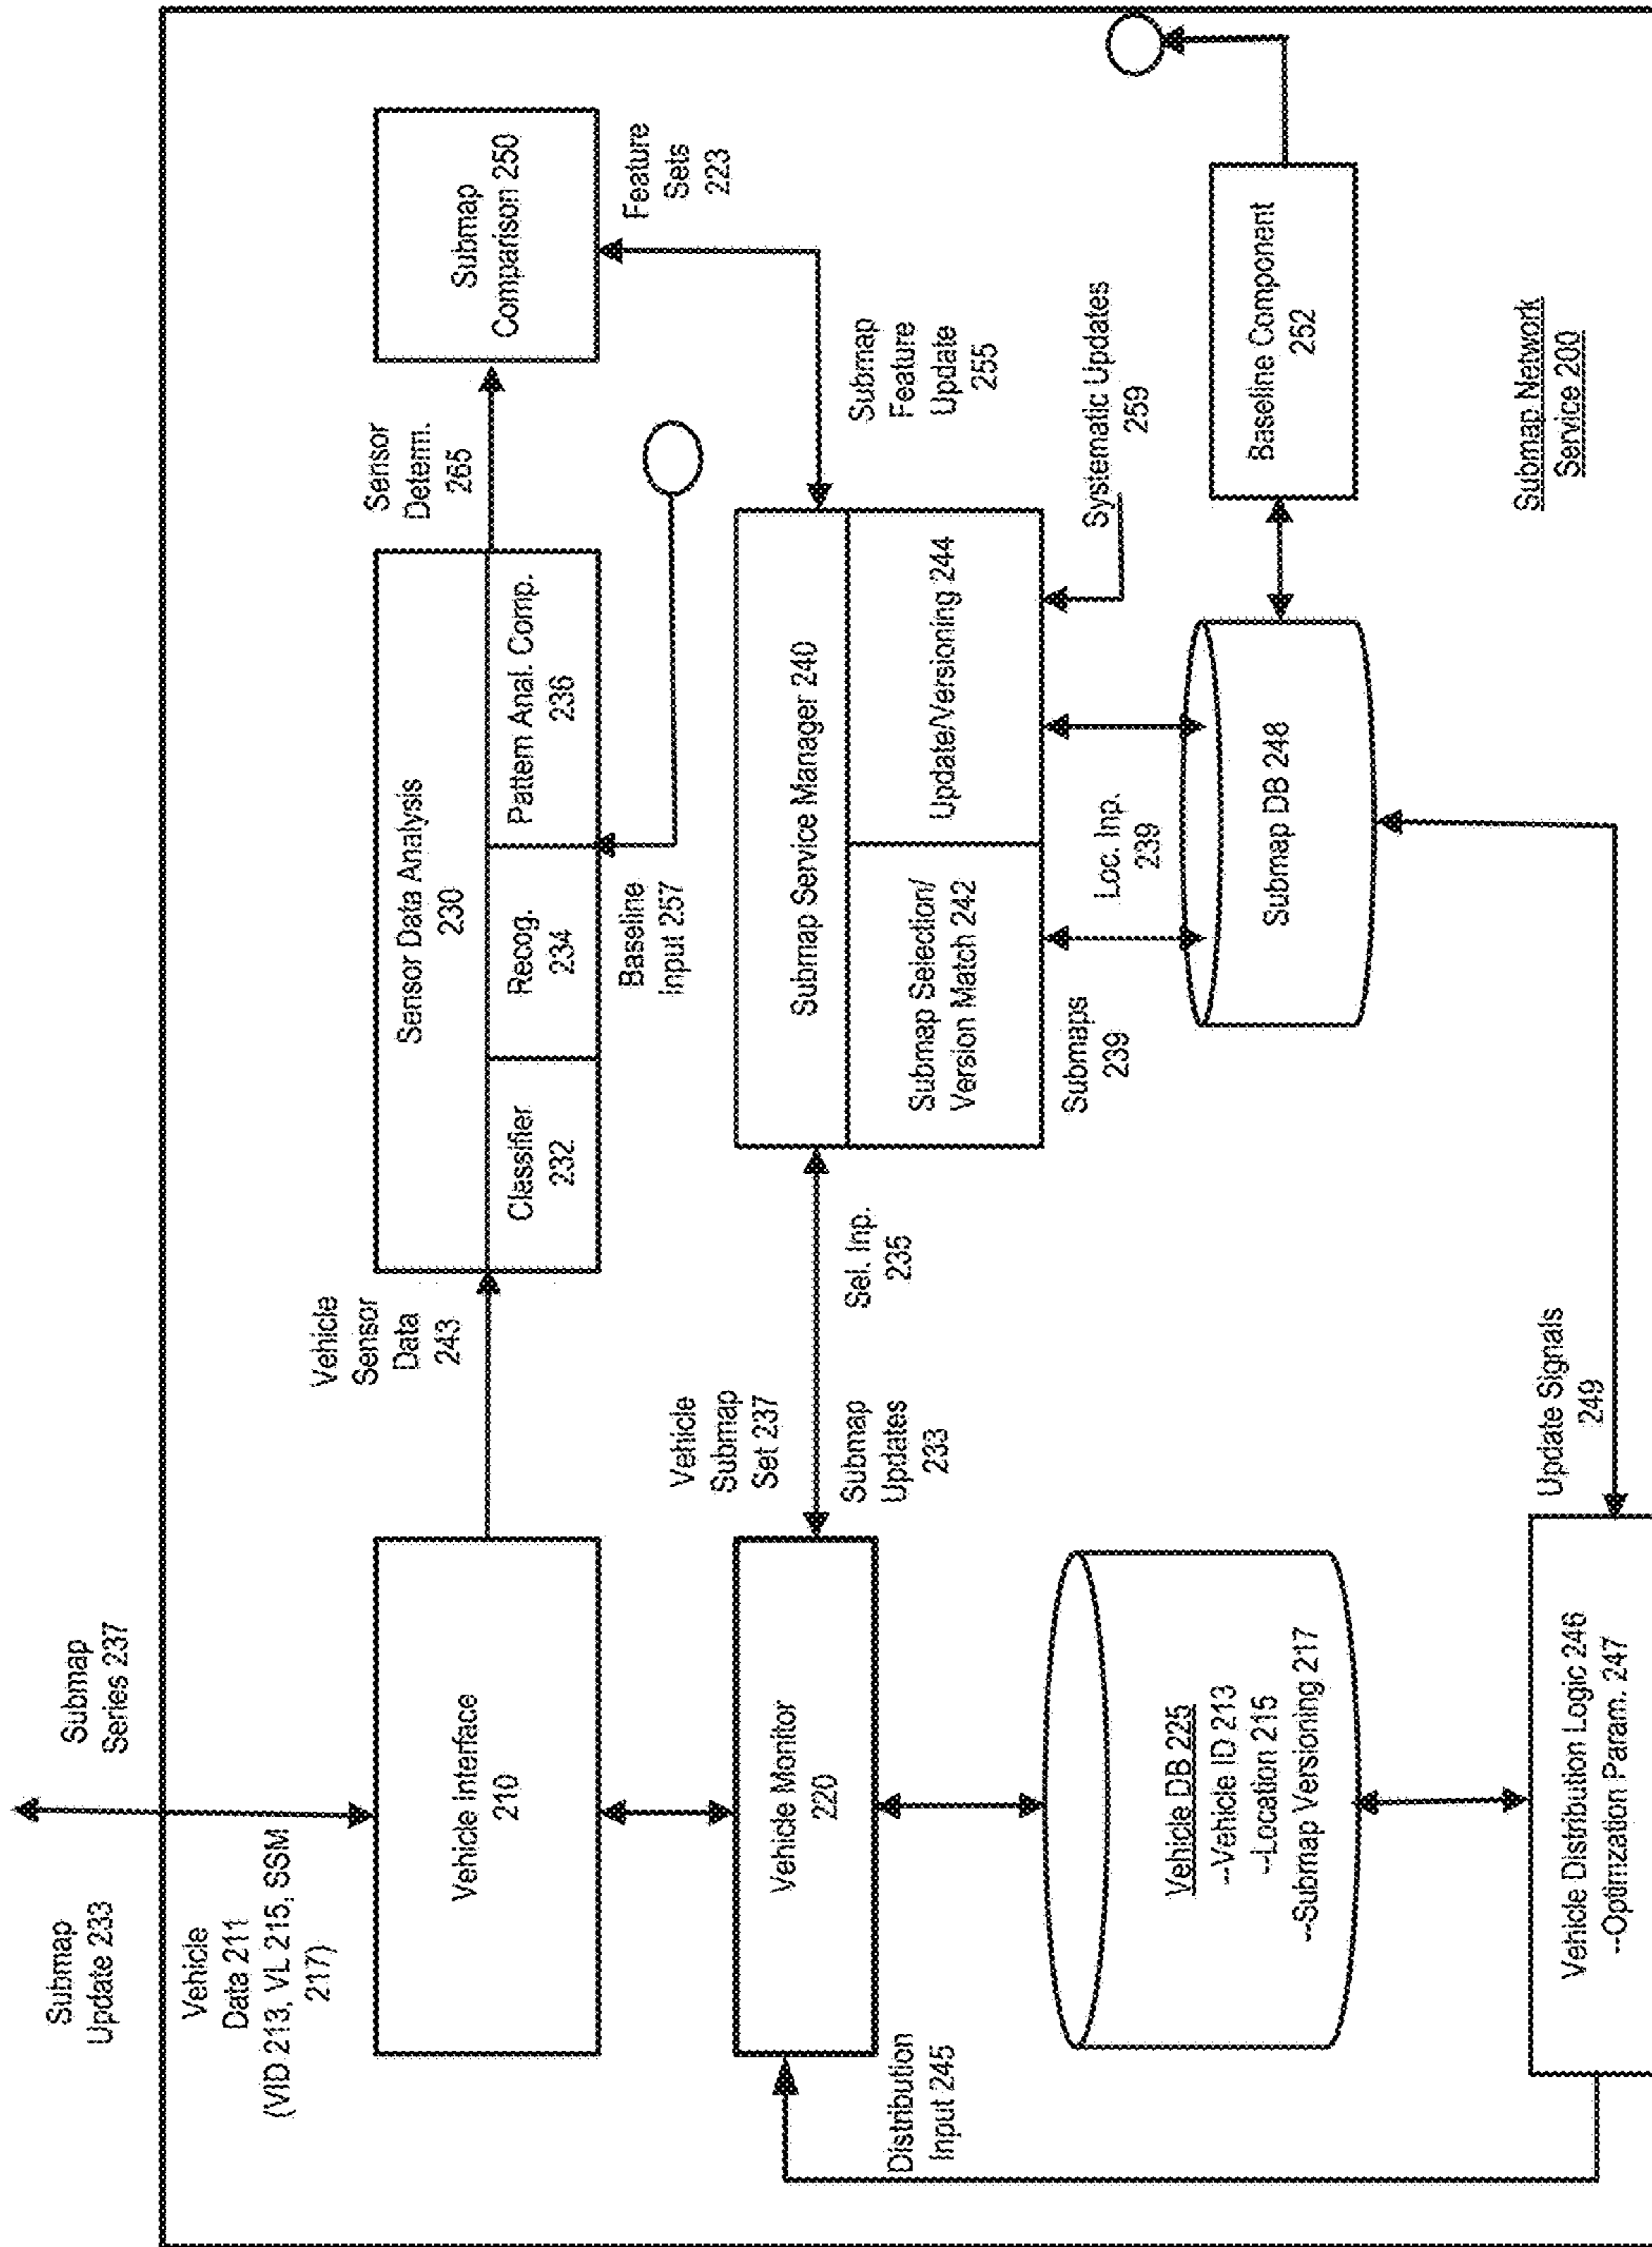 Submap
Update 233
Submap
Series 237
Vehicle
Data 211
(VID 213, VL 215, SSM
217)
Vehicle Interface
210
Vehicle
Sensor
Data
243
Sensor Data Analysis
230
Classifier
232
Recog.
234
Pattern Anal. Comp.
236
Sensor
Determ.
265
Submap
Comparison 250
Baseline
Input 257
Feature
Sets
223
Vehicle Monitor
220
Vehicle
Submap
Set 237
Submap
Updates
233
Sel. Inp.
235
Submap Service Manager 240
Submap Selection/
Version Match 242
Update/Versioning 244
Submap
Feature
Update
255
Distribution
Input 245
Submaps
239
Loc. Inp.
239
Systematic Updates
259
Vehicle DB 225
--Vehicle ID 213
--Location 215
--Submap Versioning 217
Submap DB 248
Baseline Component
262
Vehicle Distribution Logic 246
--Optimzation Param. 247
Update Signals
249
Submap Network
Service 200